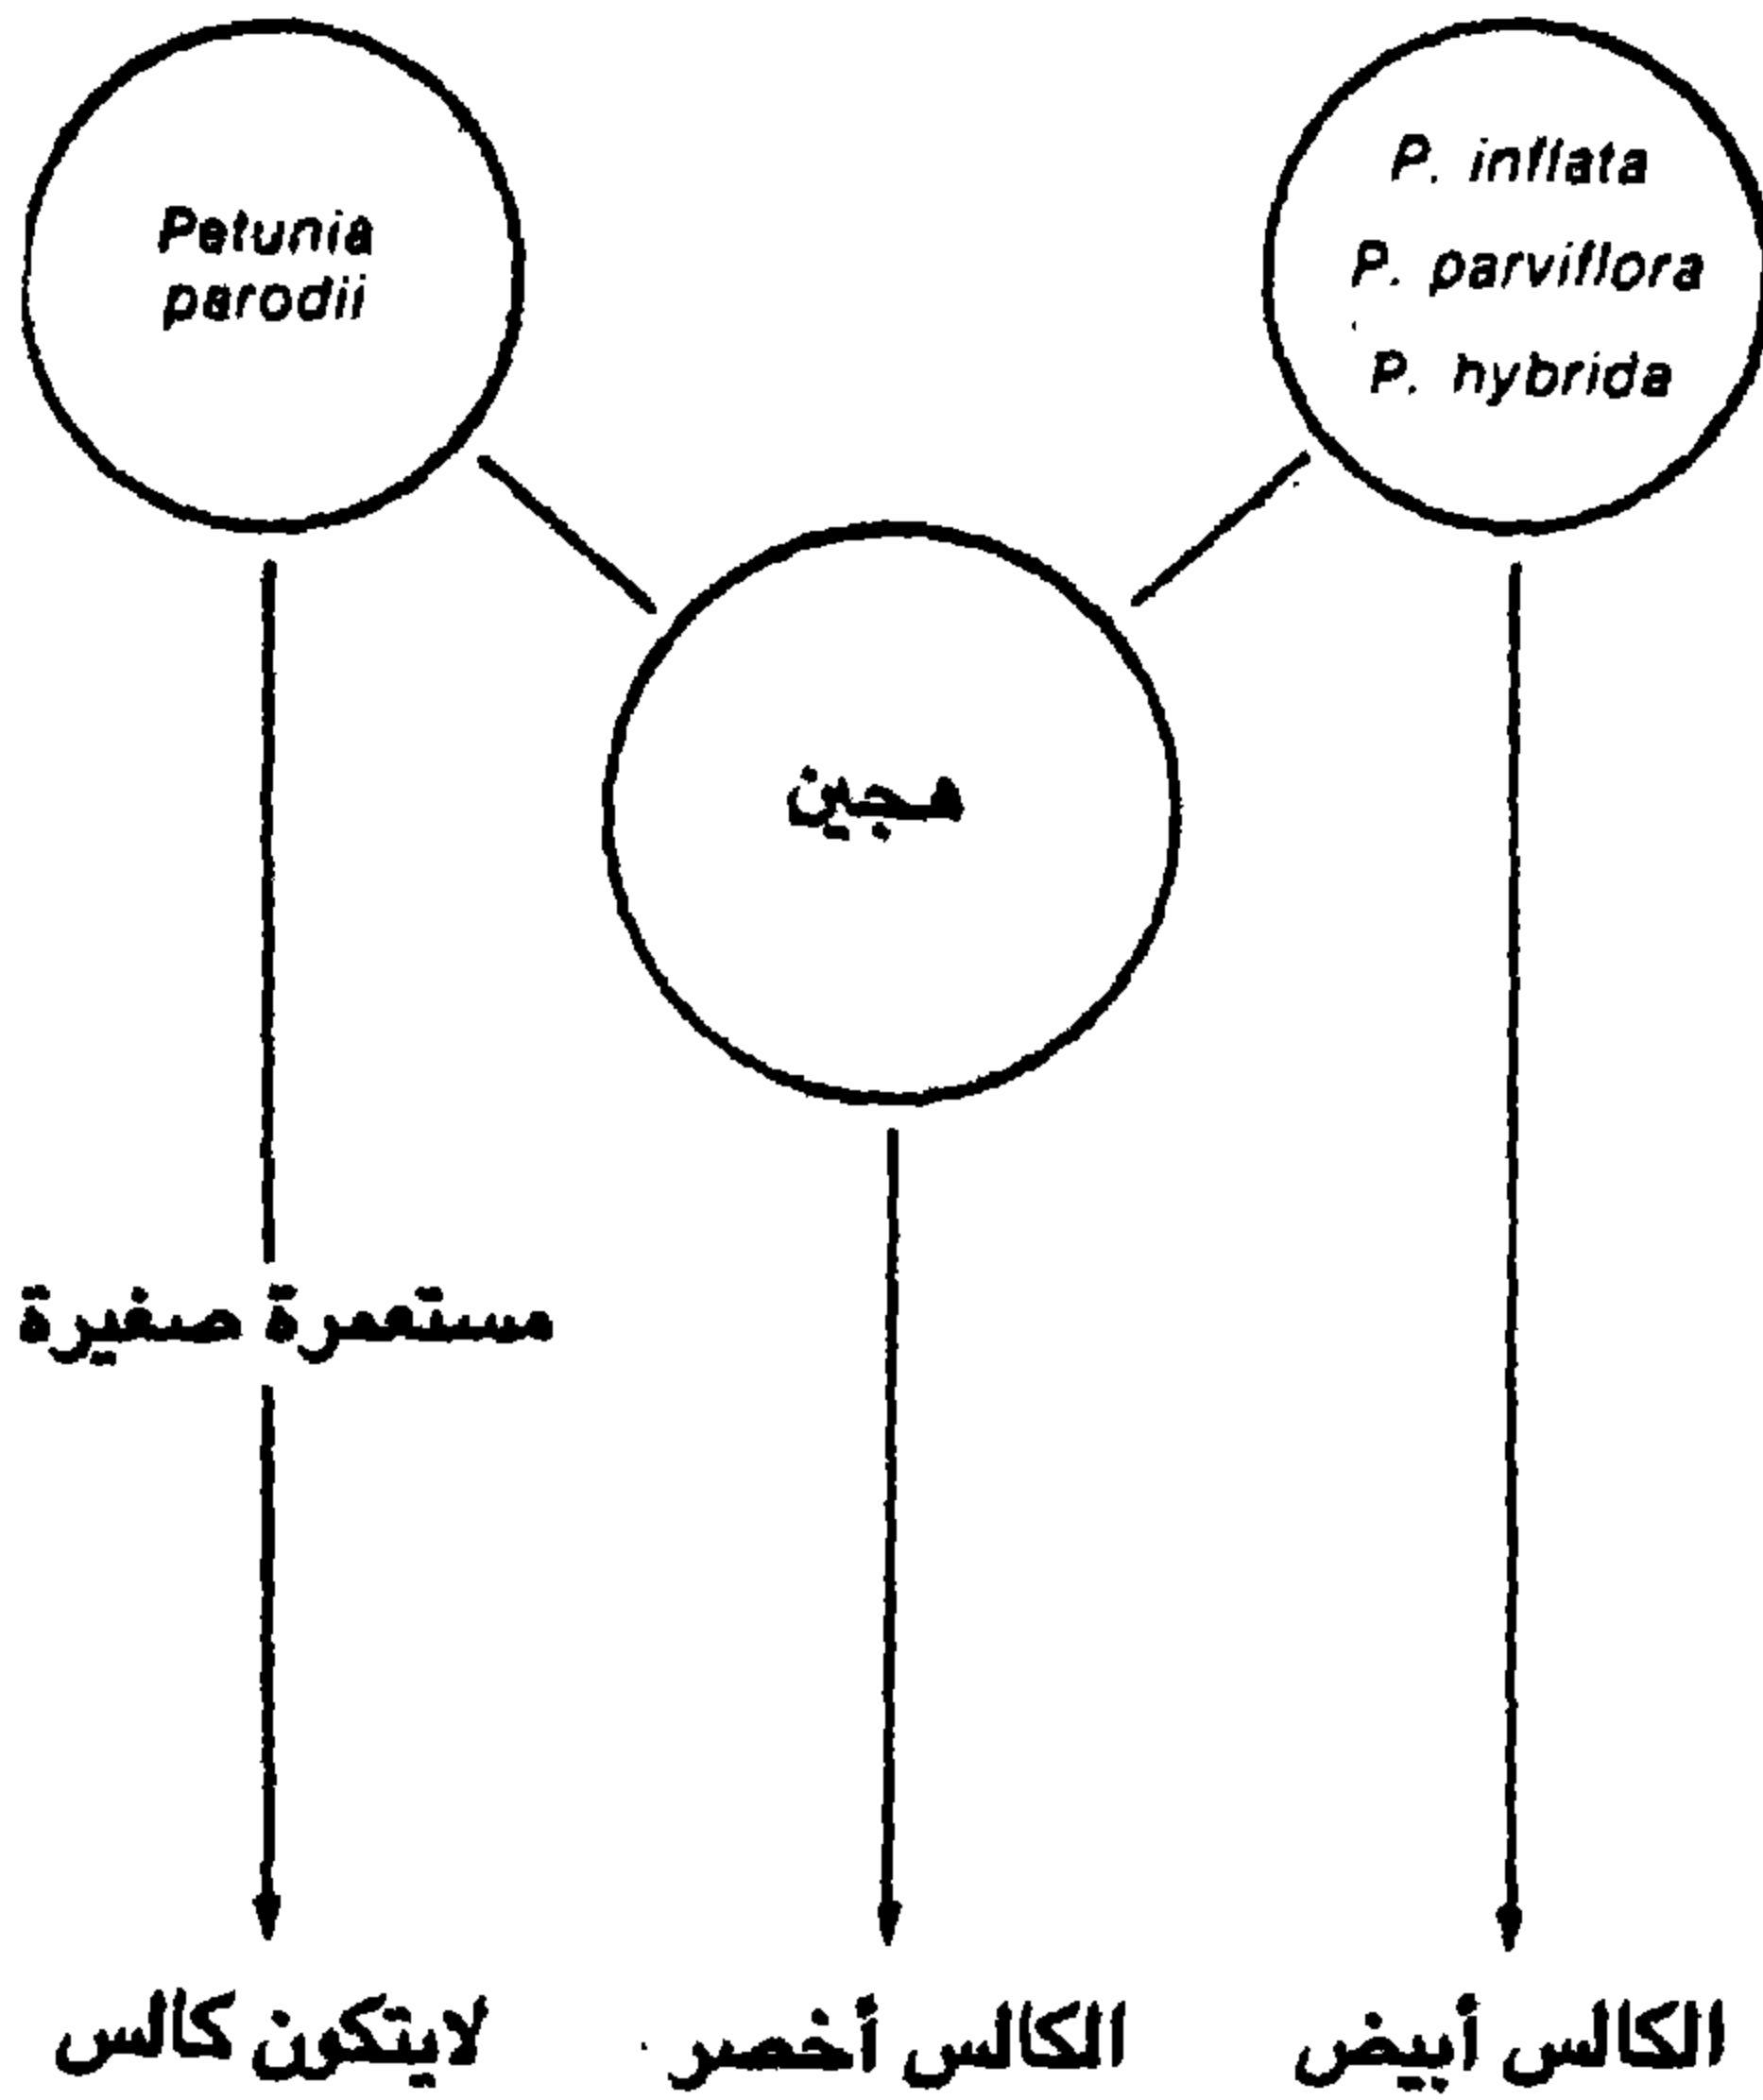 Petunia
parodii
P. inflata
P. parviflora
P. hybrida
هجين
مستعمرة صغيرة
لايتكون كالس
الكالس أخضر
الكالس أبيض